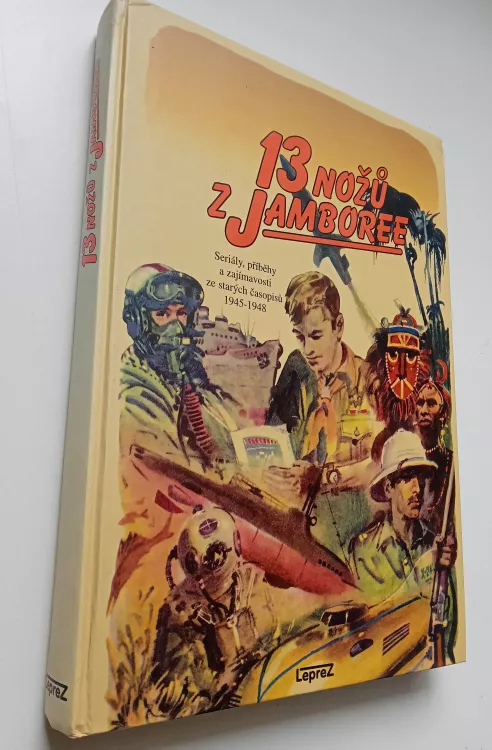 13 NOŽŮ
Z JAMBOREE
Seriály, příběhy
a zajímavosti
ze starých časopisů
1945-1948
LepreZ
13 NOŽŮ Z JAMBOREE
LepreZ